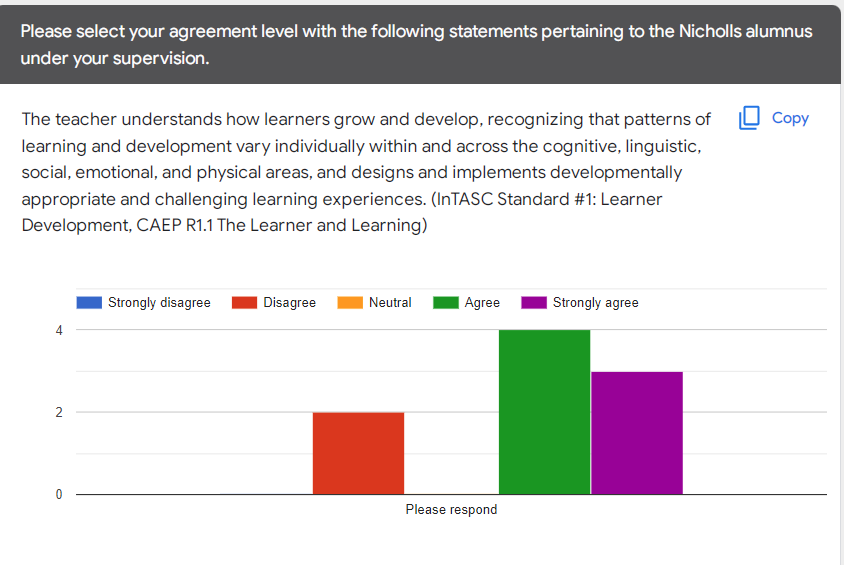 Please select your agreement level with the following statements pertaining to the Nicholls alumnus
under your supervision.
The teacher understands how learners grow and develop, recognizing that patterns of
learning and development vary individually within and across the cognitive, linguistic,
social, emotional, and physical areas, and designs and implements developmentally
appropriate and challenging learning experiences. (InTASC Standard #1: Learner
Development, CAEP R1.1 The Learner and Learning)
Copy
Strongly disagree Disagree Neutral Agree Strongly agree
4
2
0
Please respond